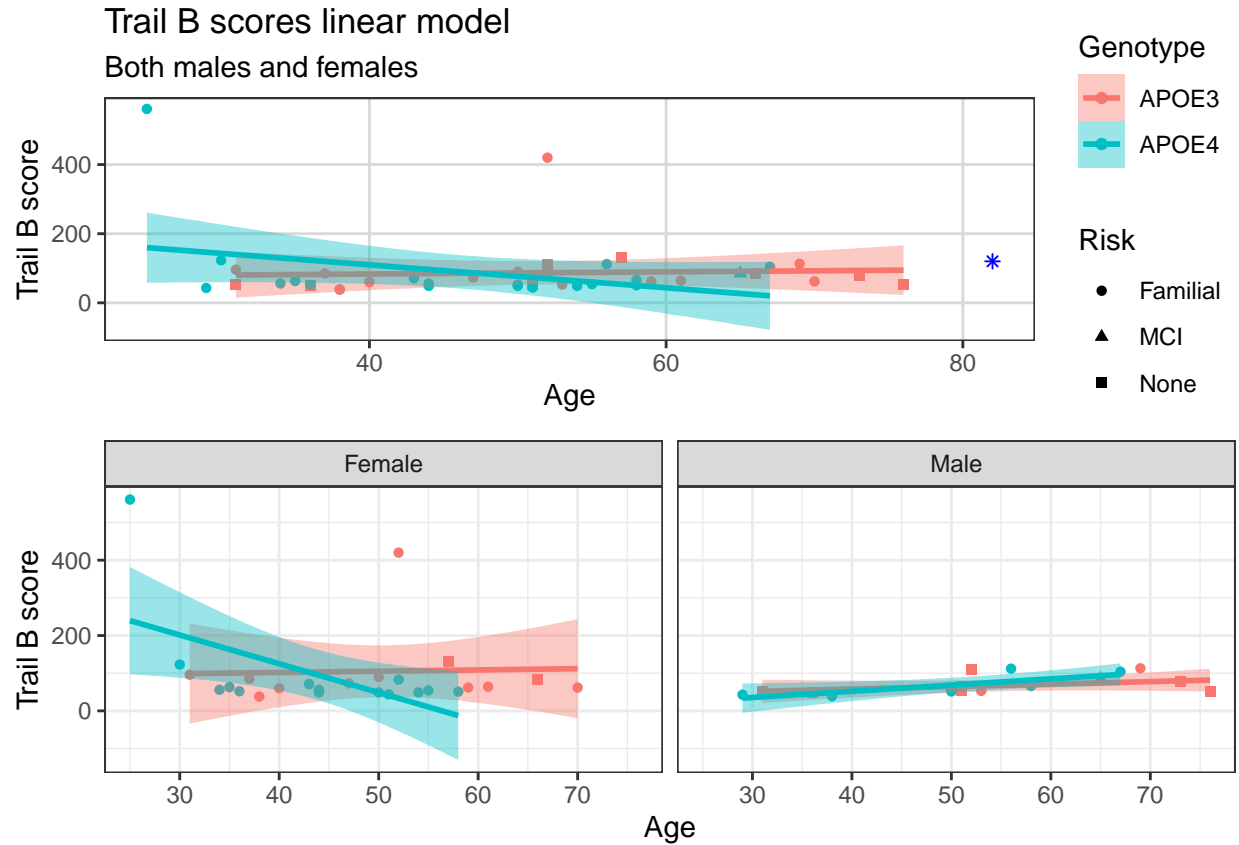 Trail B scores linear model
Both males and females
Trail B score
400
200
0
40 60 80
Age
Genotype
APOE3
APOE4
Risk
Familial
MCI
None
Female Male
Trail B score
400
200
0
30 40 50 60 70 30 40 50 60 70
Age